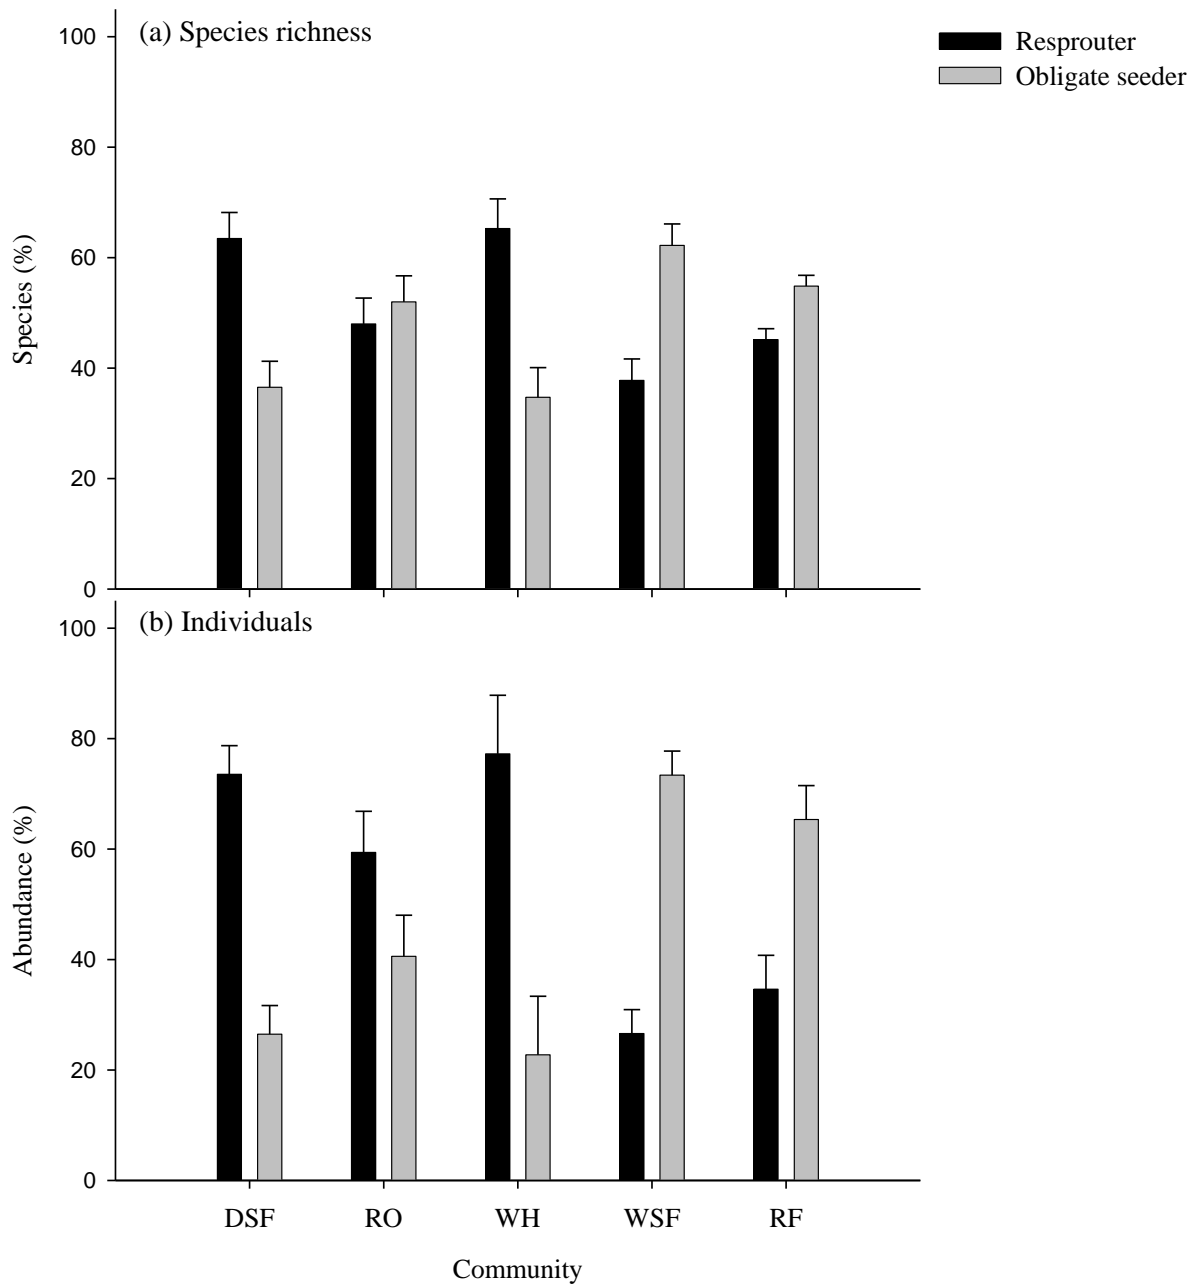 (a) Species richness
Resprouter
Obligate seeder
100
80
60
40
20
0
Species (%)
(b) Individuals
100
80
60
40
20
0
Abundance (%)
DSF RO WH WSF RF
Community